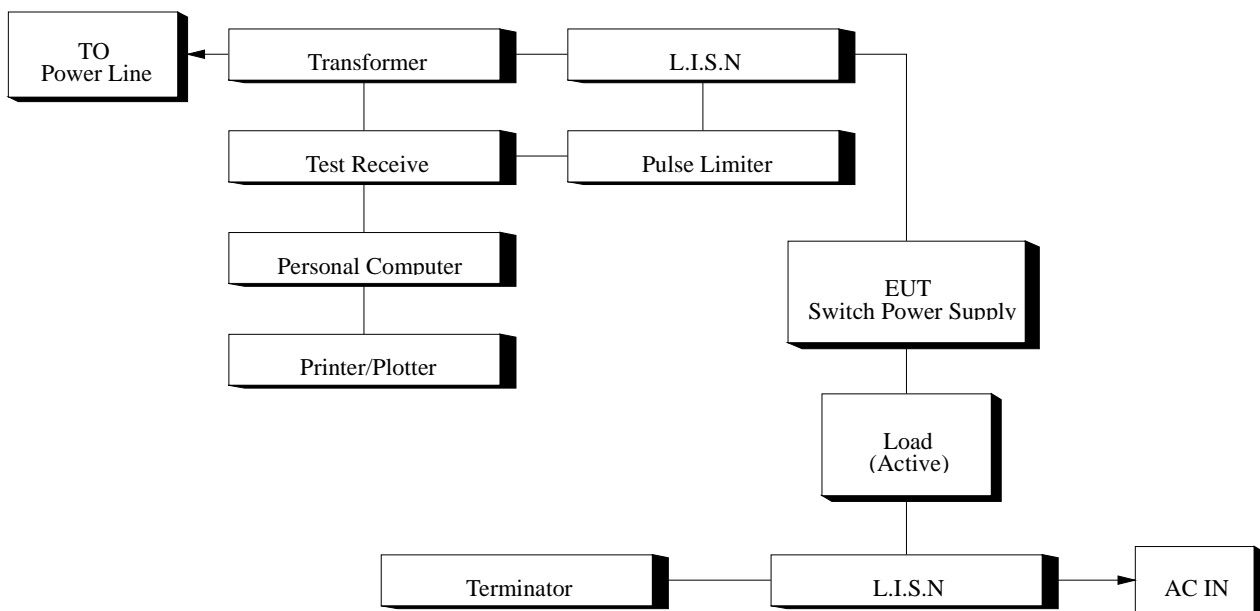 TO
Power Line
Transformer
L.I.S.N
Test Receive
Pulse Limiter
Personal Computer
EUT
Switch Power Supply
Printer/Plotter
Load
(Active)
Terminator
L.I.S.N
AC IN